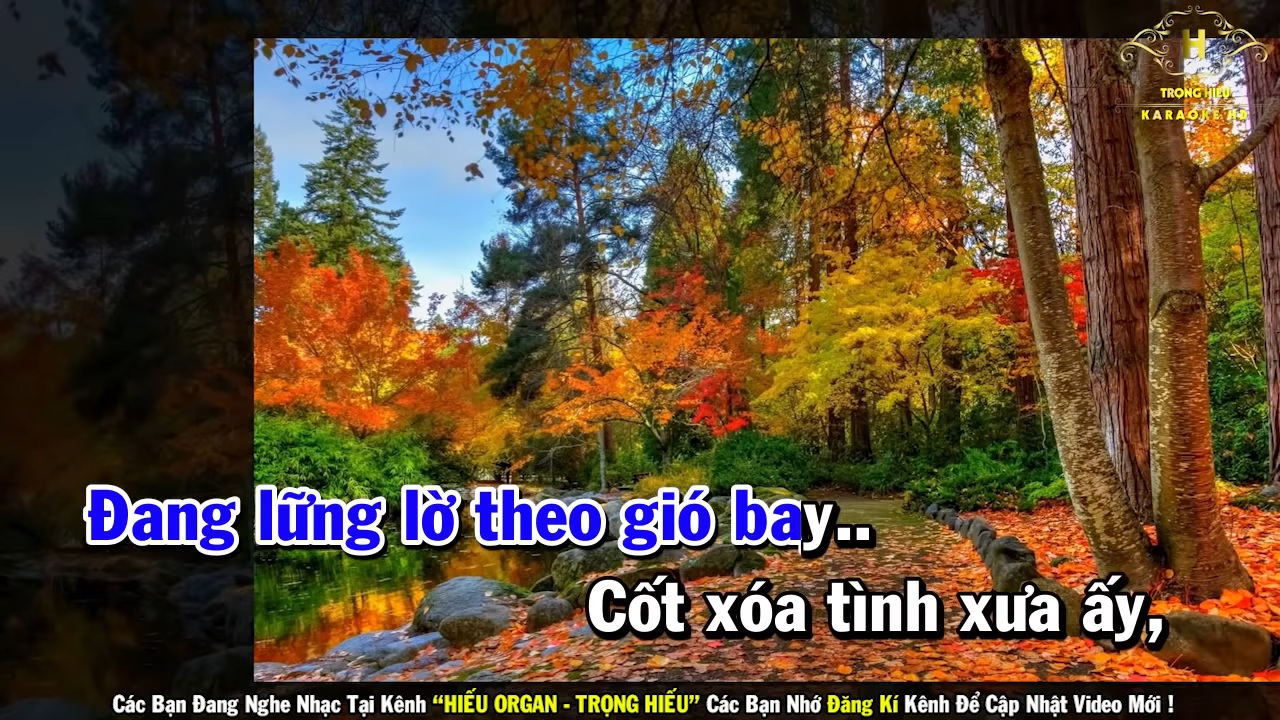 H
TRỌNG HIẾU
KARAOKE HD
Đang lững lờ theo gió bay..
Cốt xóa tình xưa ấy,
Các Bạn Đang Nghe Nhạc Tại Kênh “HIẾU ORGAN - TRỌNG HIẾU” Các Bạn Nhớ Đăng Kí Kênh Để Cập Nhật Video Mới !